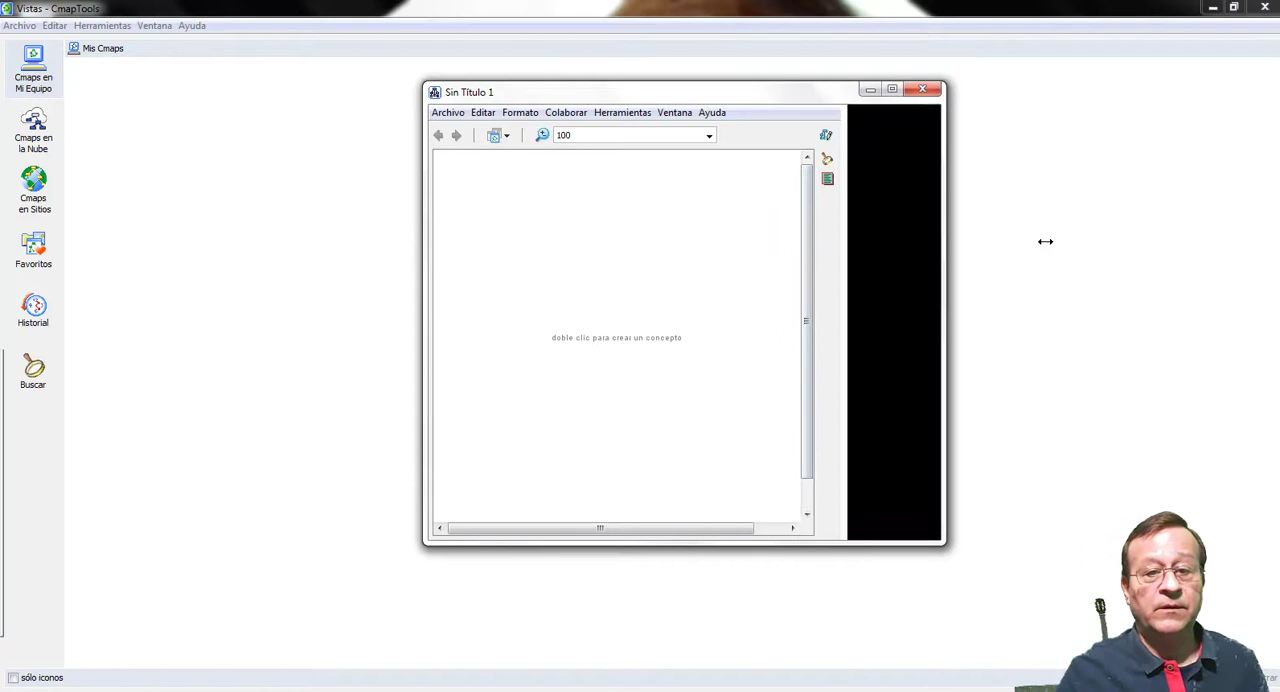 Vistas - CmapTools
Archivo Editar Herramientas Ventana Ayuda
Mis Cmaps
Cmaps en
Mi Equipo
Cmaps en
la Nube
Cmaps
en Sitios
Favoritos
Historial
Buscar
Sin Título 1
Archivo Editar Formato Colaborar Herramientas Ventana Ayuda
100
doble clic para crear un concepto
sólo iconos